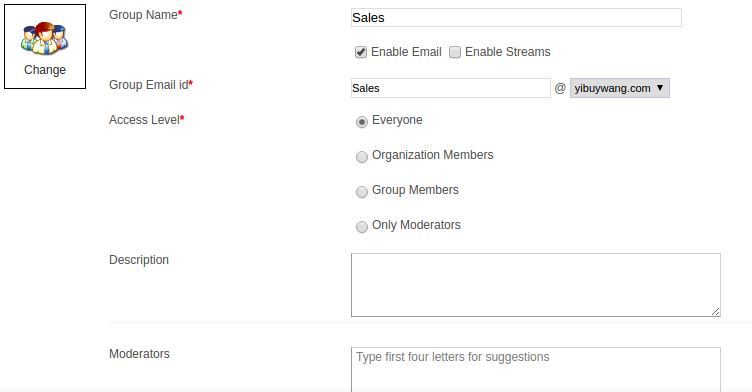 Change
Group Name* Sales
Enable Email Enable Streams
Group Email id* Sales @ yibuywang.com
Access Level* Everyone
Organization Members
Group Members
Only Moderators
Description
Moderators Type first four letters for suggestions